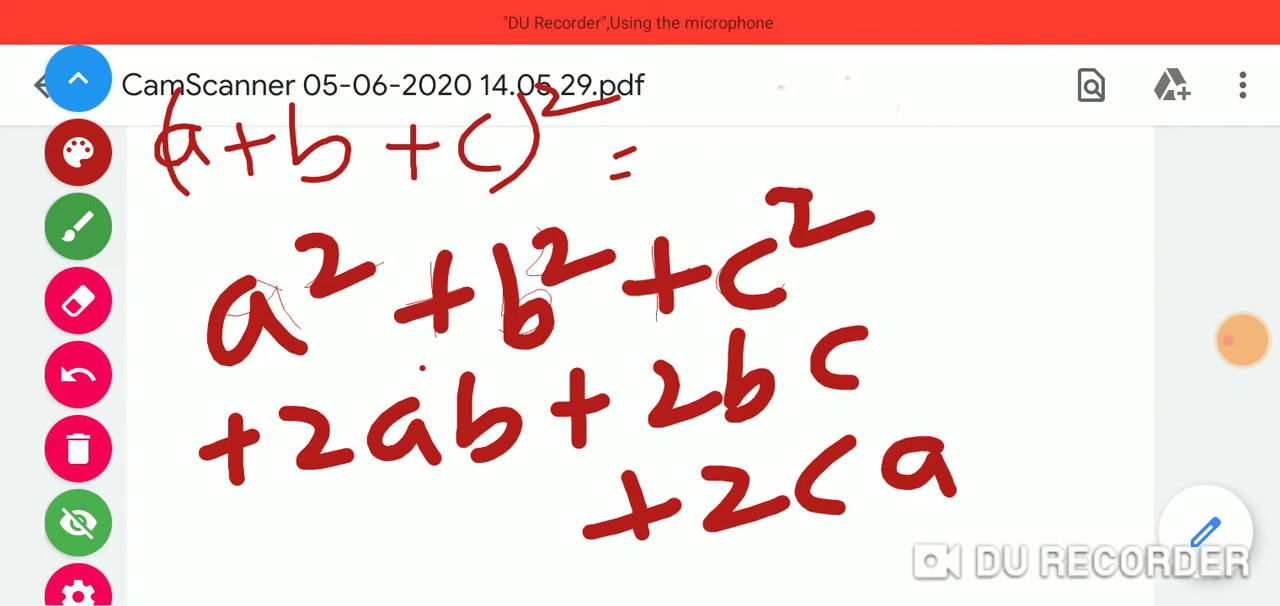 "DU Recorder",Using the microphone
CamScanner 05-06-2020 14.05.29.pdf
(a+b+c)² =
a²+b²+c²
+2ab+2bc
+2ca
DU RECORDER